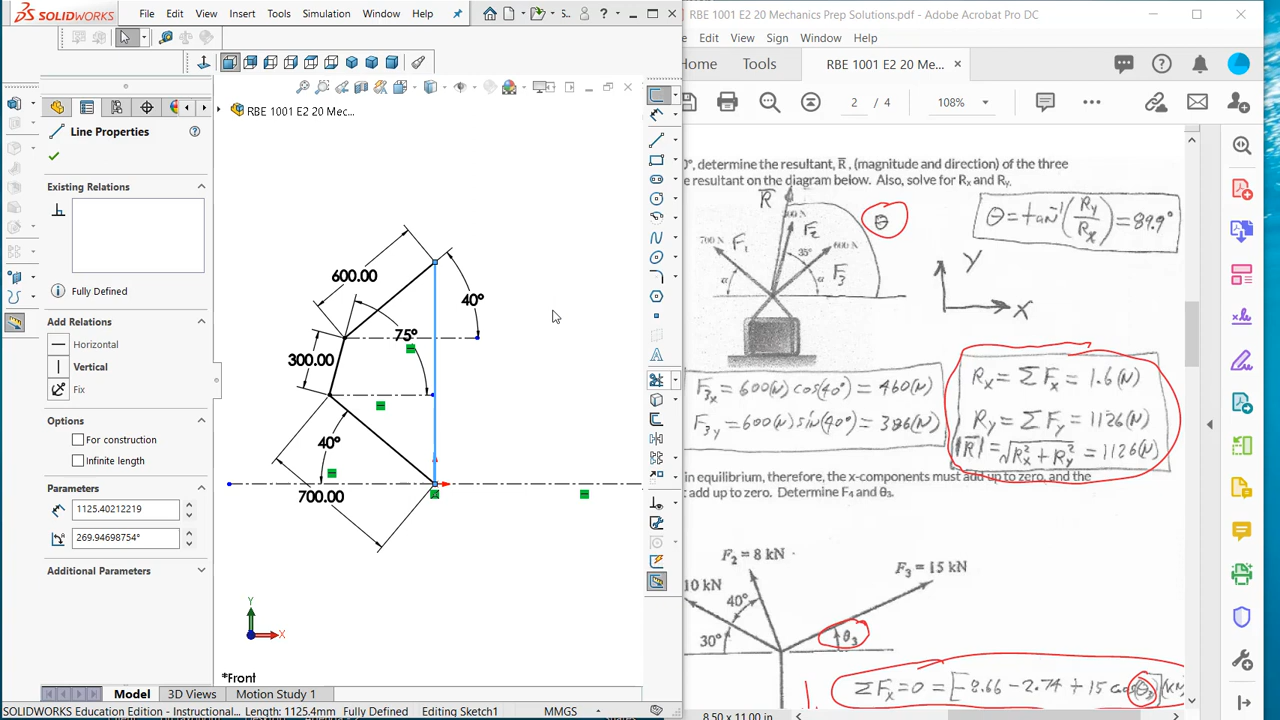 SOLIDWORKS
File
Edit
View
Insert
Tools
Simulation
Window
Help
RBE 1001 E2 20 Mec...
Line Properties
Existing Relations
Fully Defined
Add Relations
Horizontal
Vertical
Fix
Options
For construction
Infinite length
Parameters
1125.40212219
269.94698754°
Additional Parameters
600.00
40°
75°
300.00
40°
700.00
Y
X
*Front
Model
3D Views
Motion Study 1
SOLIDWORKS Education Edition - Instructional...
Length: 1125.4mm
Fully Defined
Editing Sketch1
MMGS
RBE 1001 E2 20 Mechanics Prep Solutions.pdf - Adobe Acrobat Pro DC
Edit
View
Sign
Window
Help
Home
Tools
RBE 1001 E2 20 Me...
2 / 4
108%
0°, determine the resultant, R̄ , (magnitude and direction) of the three
e resultant on the diagram below. Also, solve for Rx and Ry.
R̄
θ
θ = tan⁻¹(Ry/Rx) = 89.9°
700 N
F1
F2
600 N
35°
α
α
F3
Y
X
F3x = 600(N) cos(40°) = 460(N)
F3y = 600(N) sin(40°) = 386(N)
Rx = ΣFx = 1.6(N)
Ry = ΣFy = 1126(N)
|R̄| = √Rx² + Ry² = 1126(N)
in equilibrium, therefore, the x-components must add up to zero, and the
t add up to zero. Determine F4 and θ3.
F2 = 8 kN
F3 = 15 kN
10 kN
40°
30°
θ3
ΣFx = 0 = [-8.66 - 2.74 + 15 cos(θ3)](kN
8.50 x 11.00 in